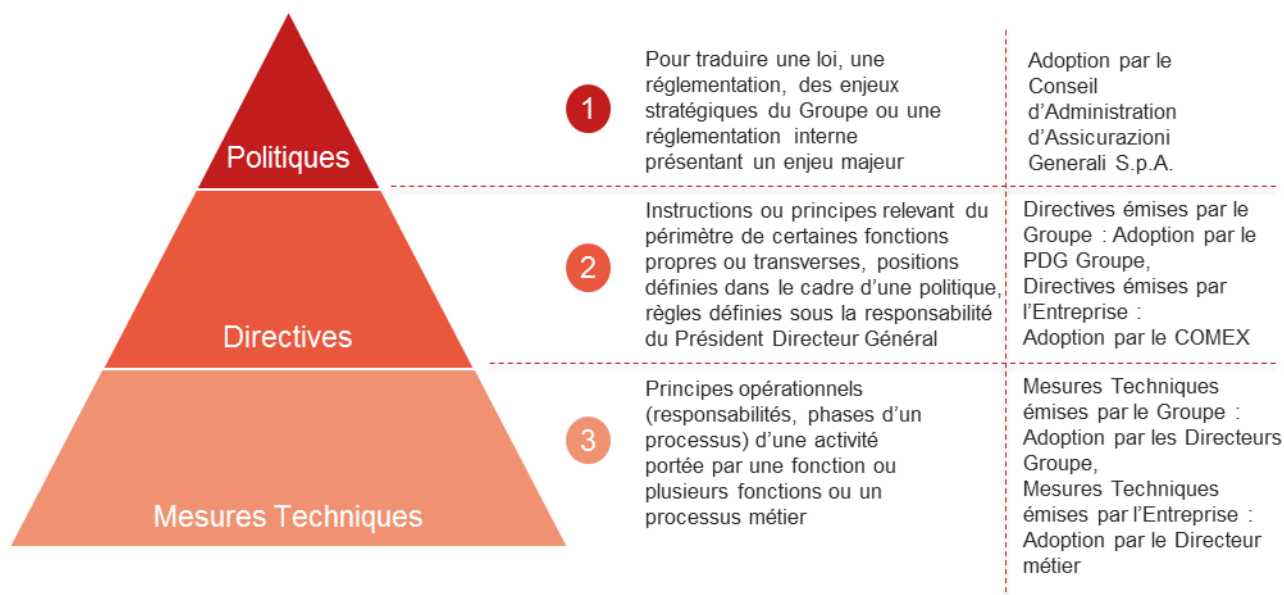 Politiques
1
Pour traduire une loi, une
réglementation, des enjeux
stratégiques du Groupe ou une
réglementation interne
présentant un enjeu majeur
Adoption par le
Conseil
d'Administration
d'Assicurazioni
Generali S.p.A.
Directives
2
Instructions ou principes relevant du
périmètre de certaines fonctions
propres ou transverses, positions
définies dans le cadre d'une politique,
règles définies sous la responsabilité
du Président Directeur Général
Directives émises par le
Groupe : Adoption par le
PDG Groupe,
Directives émises par
l'Entreprise :
Adoption par le COMEX
Mesures Techniques
3
Principes opérationnels
(responsabilités, phases d'un
processus) d'une activité
portée par une fonction ou
plusieurs fonctions ou un
processus métier
Mesures Techniques
émises par le Groupe :
Adoption par les Directeurs
Groupe,
Mesures Techniques
émises par l'Entreprise :
Adoption par le Directeur
métier